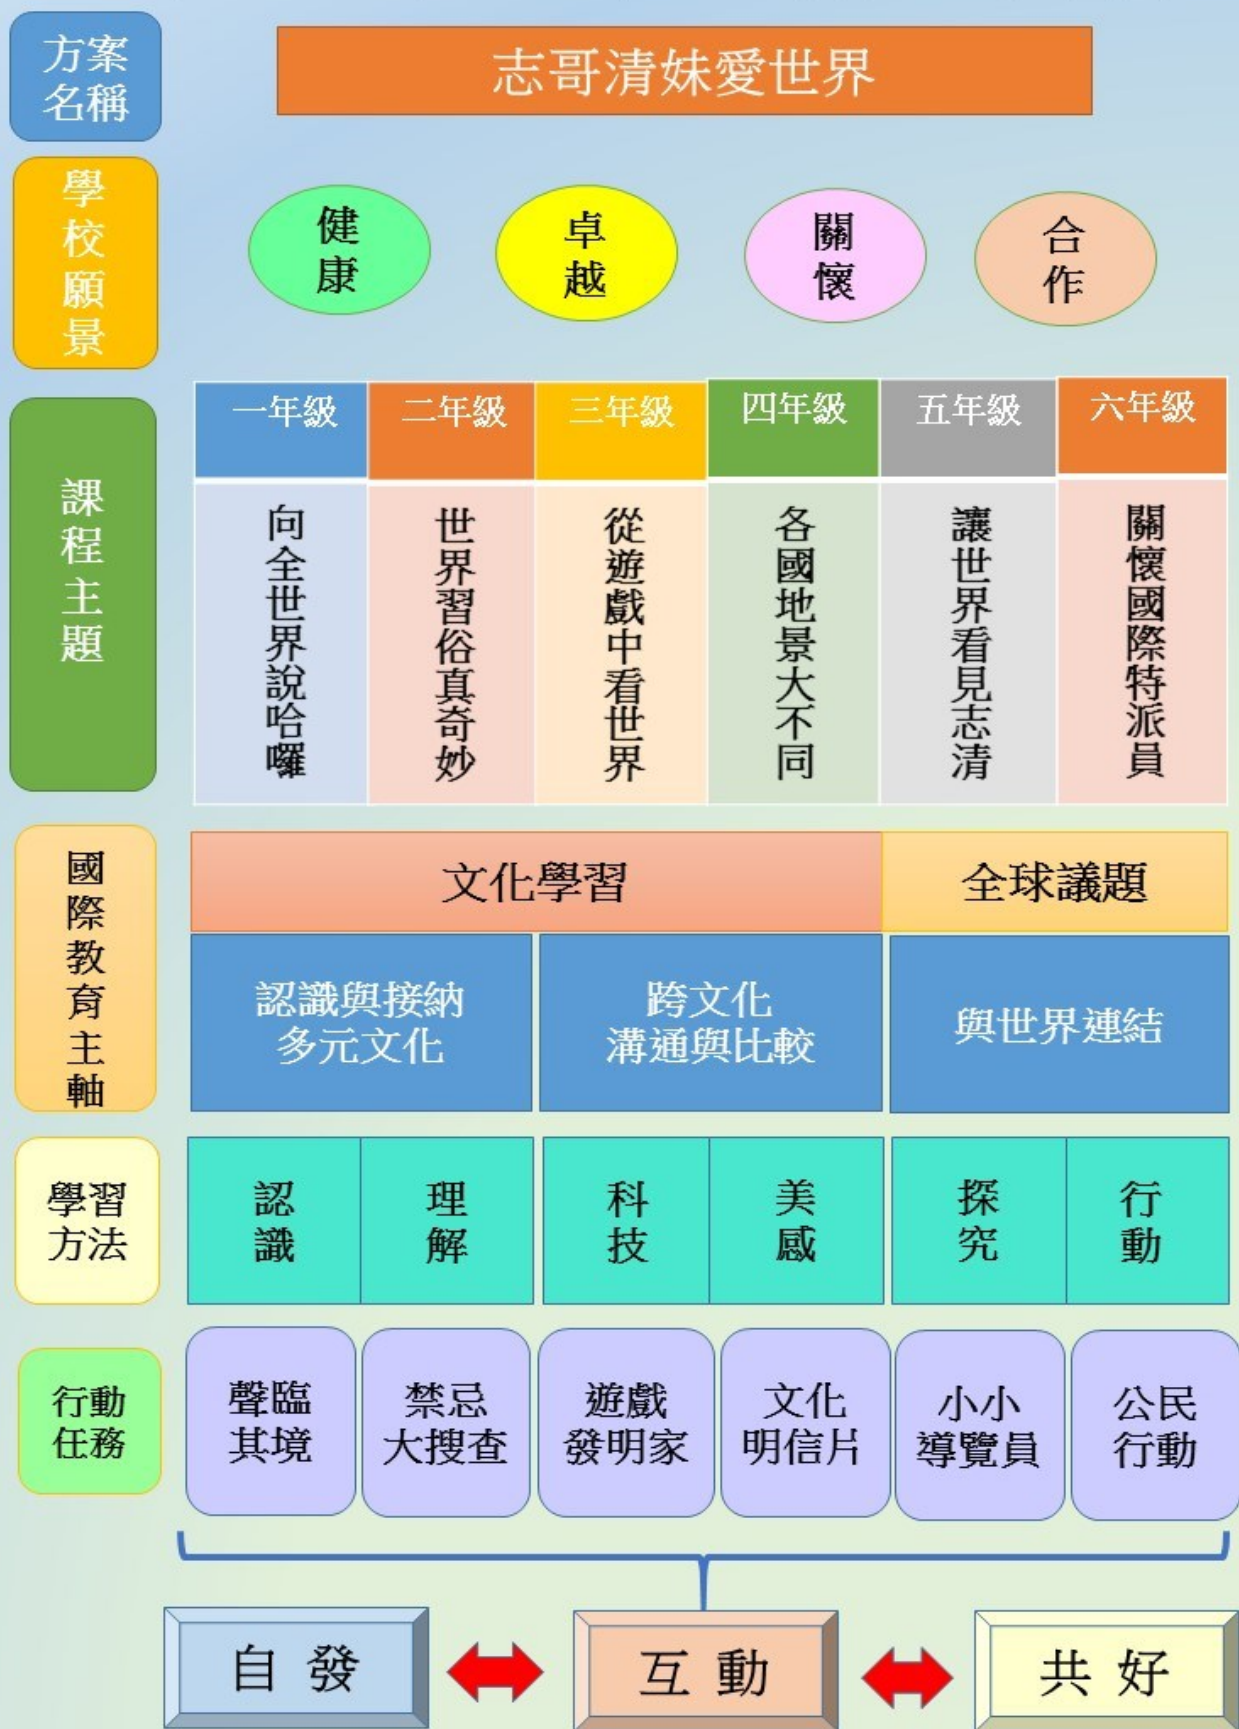 方案
名稱
志哥清妹愛世界
學校願景
健康
卓越
關懷
合作
課程主題
一年級
二年級
三年級
四年級
五年級
六年級
向全世界說哈囉
世界習俗真奇妙
從遊戲中看世界
各國地景大不同
讓世界看見志清
關懷國際特派員
國際教育主軸
文化學習
全球議題
認識與接納
多元文化
跨文化
溝通與比較
與世界連結
學習
方法
認識
理解
科技
美感
探究
行動
行動
任務
聲臨
其境
禁忌
大搜查
遊戲
發明家
文化
明信片
小小
導覽員
公民
行動
自發
互動
共好